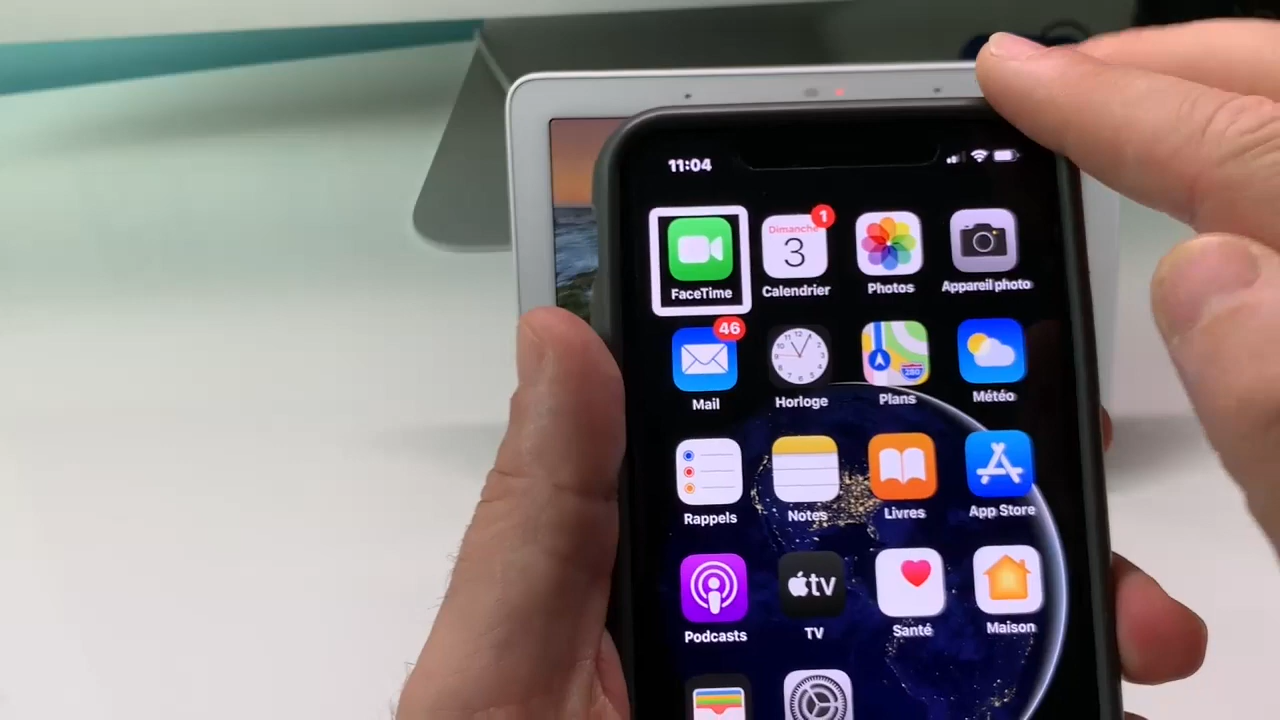 11:04
FaceTime
1
Dimanche
3
Calendrier
Photos
Appareil photo
46
Mail
Horloge
280
Plans
Météo
Rappels
Notes
Livres
App Store
Podcasts
tv
TV
Santé
Maison